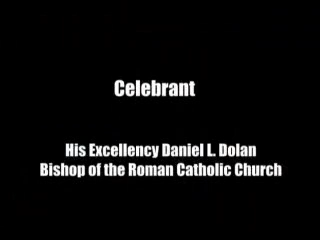 Celebrant
His Excellency Daniel L. Dolan
Bishop of the Roman Catholic Church